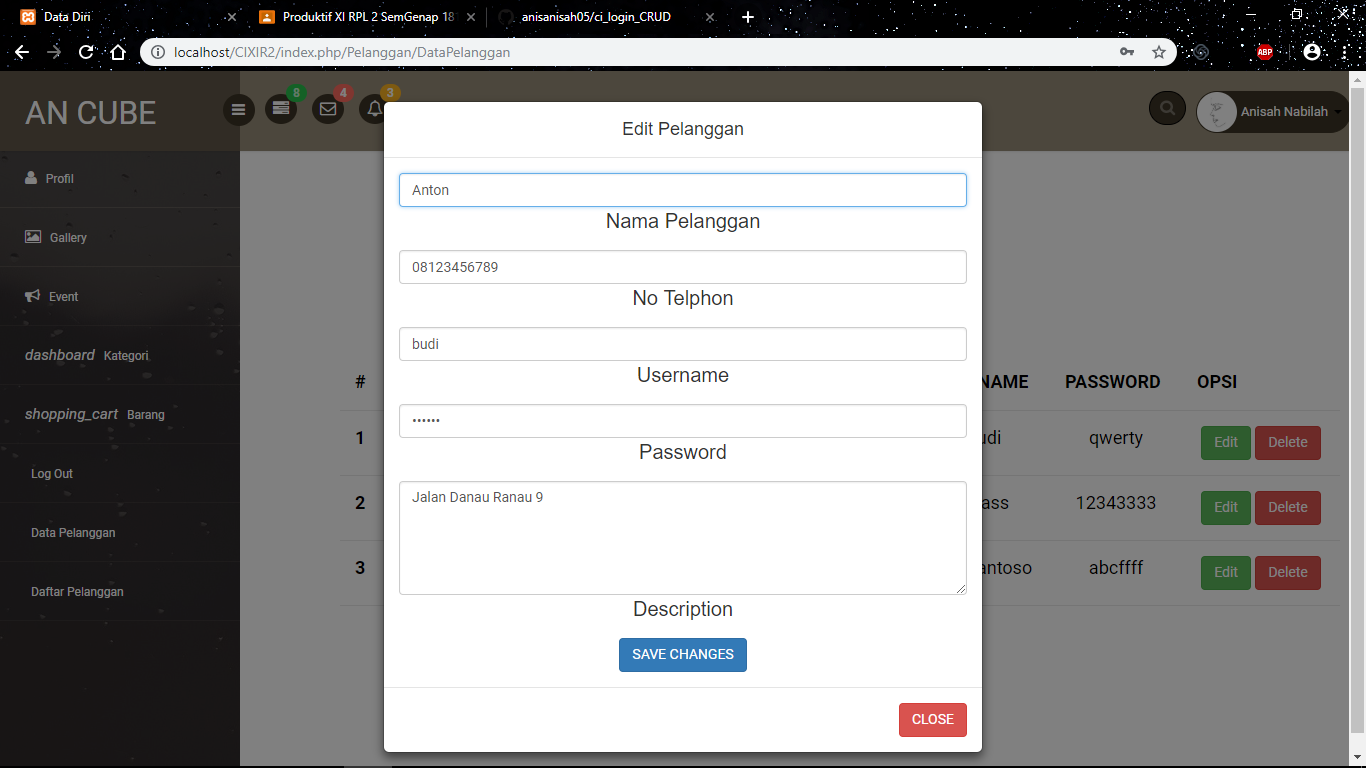 Data Diri
Produktif XI RPL 2 SemGenap 18
anisanisah05/ci_login_CRUD
localhost/CIXIR2/index.php/Pelanggan/DataPelanggan
ABP
AN CUBE
8
4
3
Anisah Nabilah
Profil
Gallery
Event
dashboard Kategori
shopping_cart Barang
Log Out
Data Pelanggan
Daftar Pelanggan
Edit Pelanggan
Anton
Nama Pelanggan
08123456789
No Telphon
budi
Username
••••••
Password
Jalan Danau Ranau 9
Description
SAVE CHANGES
CLOSE
# NAME PASSWORD OPSI
1 udi qwerty Edit Delete
2 ass 12343333 Edit Delete
3 antoso abcffff Edit Delete